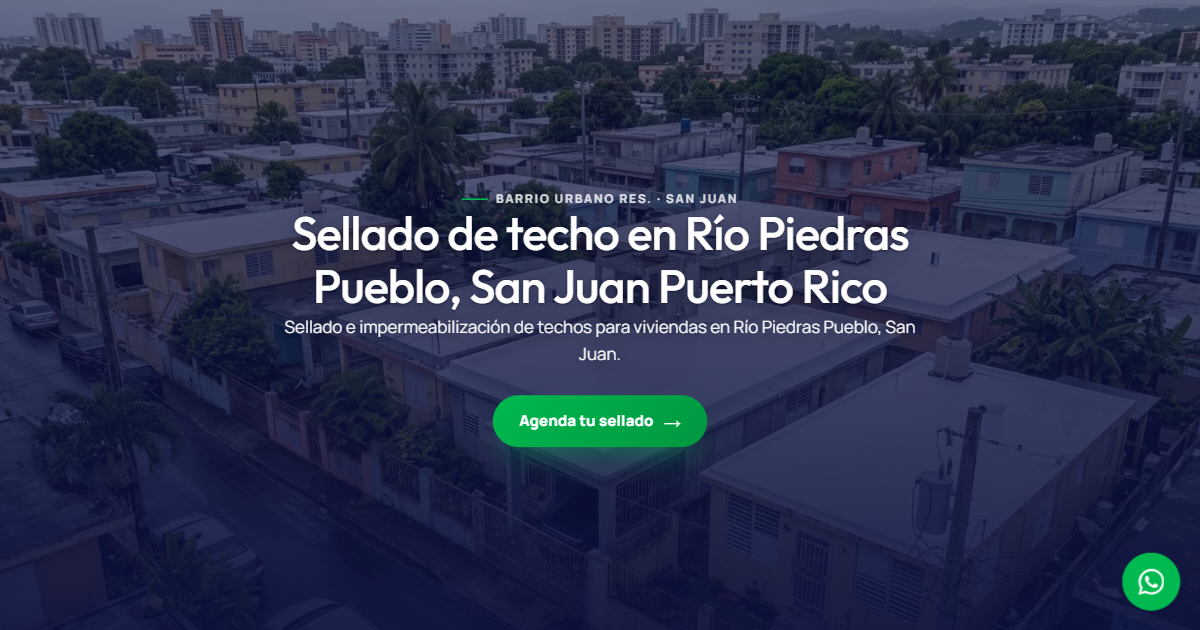 BARRIO URBANO RES. · SAN JUAN
Sellado de techo en Río Piedras
Pueblo, San Juan Puerto Rico
Sellado e impermeabilización de techos para viviendas en Río Piedras Pueblo, San
Juan.
Agenda tu sellado →